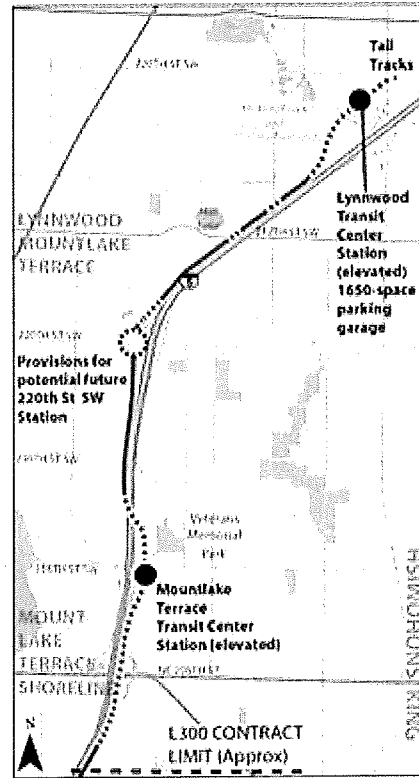 Tail
Tracks
Lynnwood
Transit
Center
Station
(elevated)
1650-space
parking
garage
LYNNWOOD
MOUNTLAKE
TERRACE
Provisions for
potential future
220th St SW
Station
Veterans
Memorial
Park
Mountlake
Terrace
Transit Center
Station (elevated)
MOUNT
LAKE
TERRACE
SHORELINE
SNOHOMISH
KING
L300 CONTRACT
LIMIT (Approx)
N